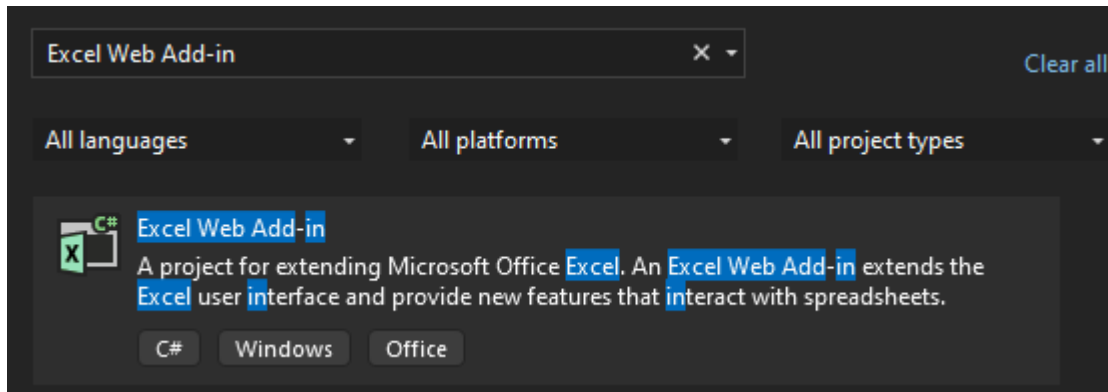 Excel Web Add-in
Clear all
All languages
All platforms
All project types
C#
X
Excel Web Add-in
A project for extending Microsoft Office Excel. An Excel Web Add-in extends the
Excel user interface and provide new features that interact with spreadsheets.
C#
Windows
Office